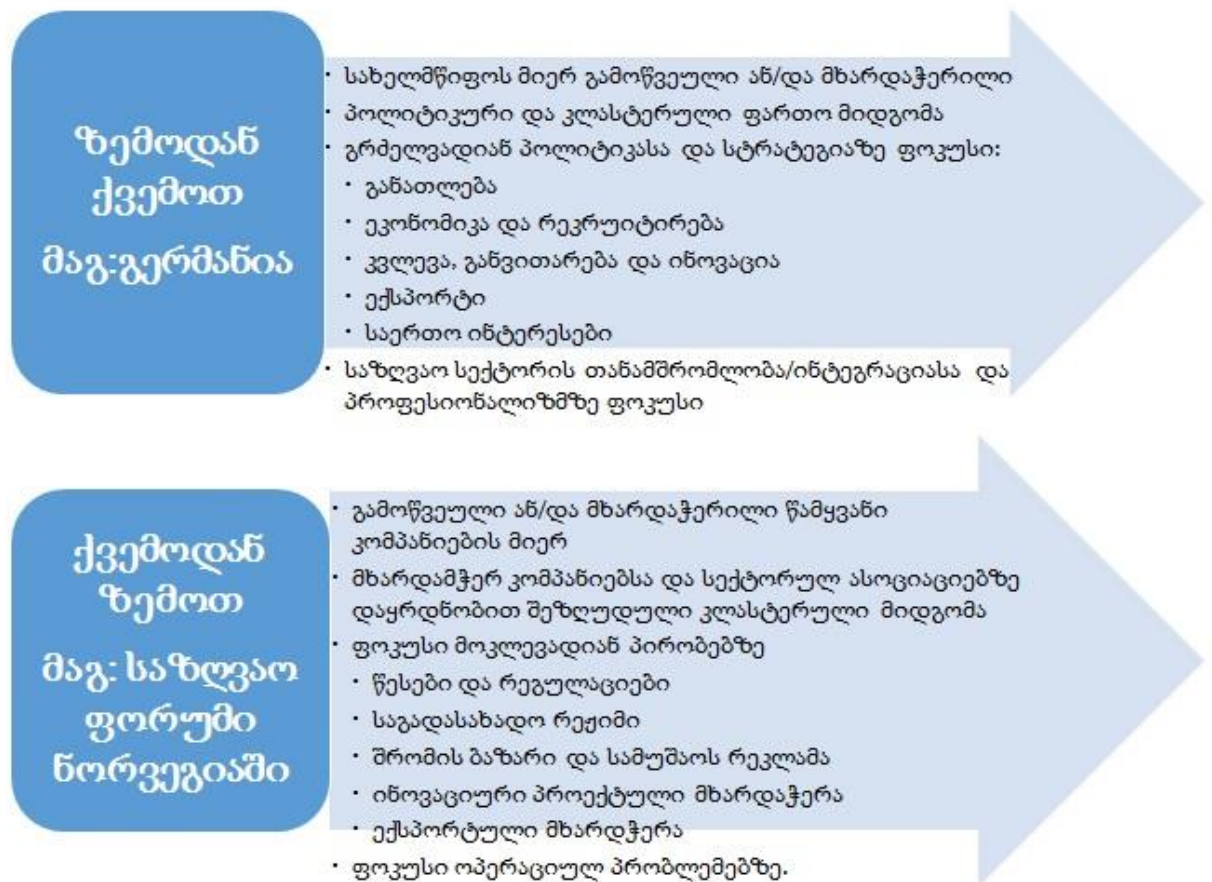 ზემოდან
ქვემოთ
მაგ:გერმანია
· სახელმწიფოს მიერ გამოწვეული ან/და მხარდაჭერილი
· პოლიტიკური და კლასტერული ფართო მიდგომა
· გრძელვადიან პოლიტიკასა და სტრატეგიაზე ფოკუსი:
· განათლება
· ეკონომიკა და რეკრუიტირება
· კვლევა, განვითარება და ინოვაცია
· ექსპორტი
· საერთო ინტერესები
· საზღვაო სექტორის თანამშრომლობა/ინტეგრაციასა და
პროფესიონალიზმზე ფოკუსი
ქვემოდან
ზემოთ
მაგ: საზღვაო
ფორუმი
ნორვეგიაში
· გამოწვეული ან/და მხარდაჭერილი წამყვანი
კომპანიების მიერ
· მხარდამჭერ კომპანიებსა და სექტორულ ასოციაციებზე
დაყრდნობით შეზღუდული კლასტერული მიდგომა
· ფოკუსი მოკლევადიან პირობებზე
· წესები და რეგულაციები
· საგადასახადო რეჟიმი
· შრომის ბაზარი და სამუშაოს რეკლამა
· ინოვაციური პროექტული მხარდაჭერა
· ექსპორტული მხარდჭერა
· ფოკუსი ოპერაციულ პრობლემებზე.